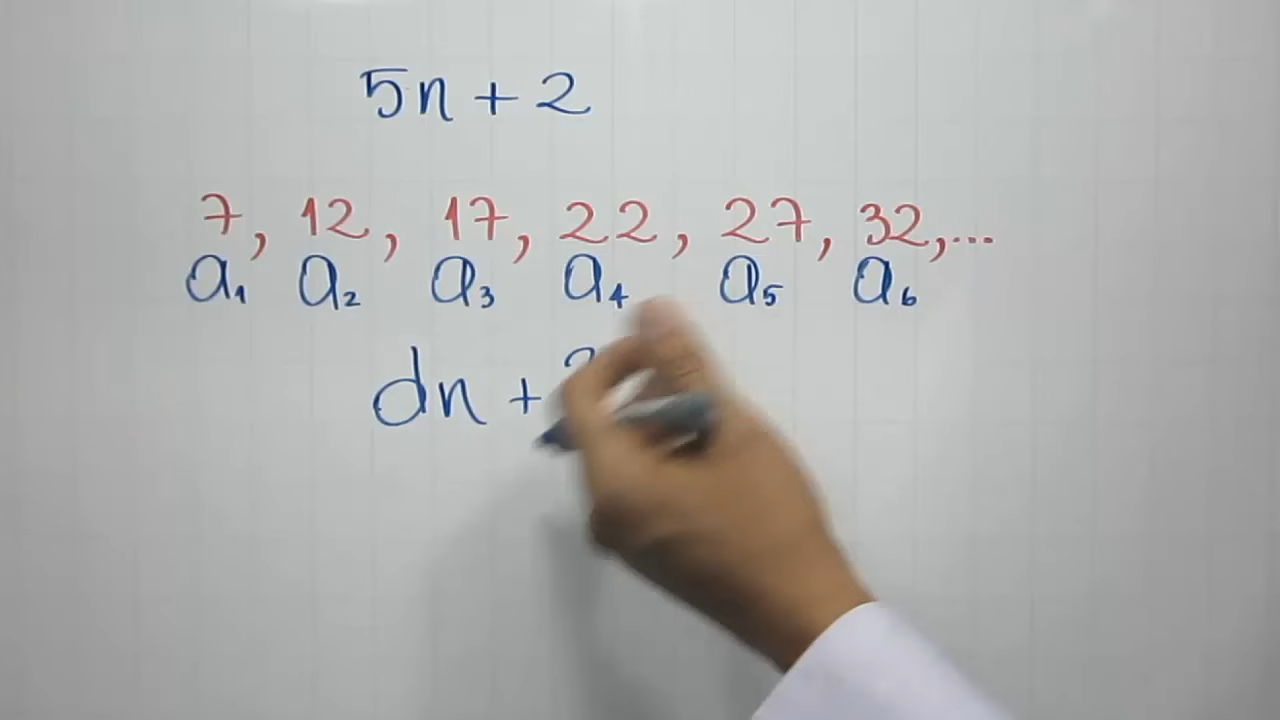 5n + 2
7, 12, 17, 22, 27, 32, ...
a₁ a₂ a₃ a₄ a₅ a₆
dn +